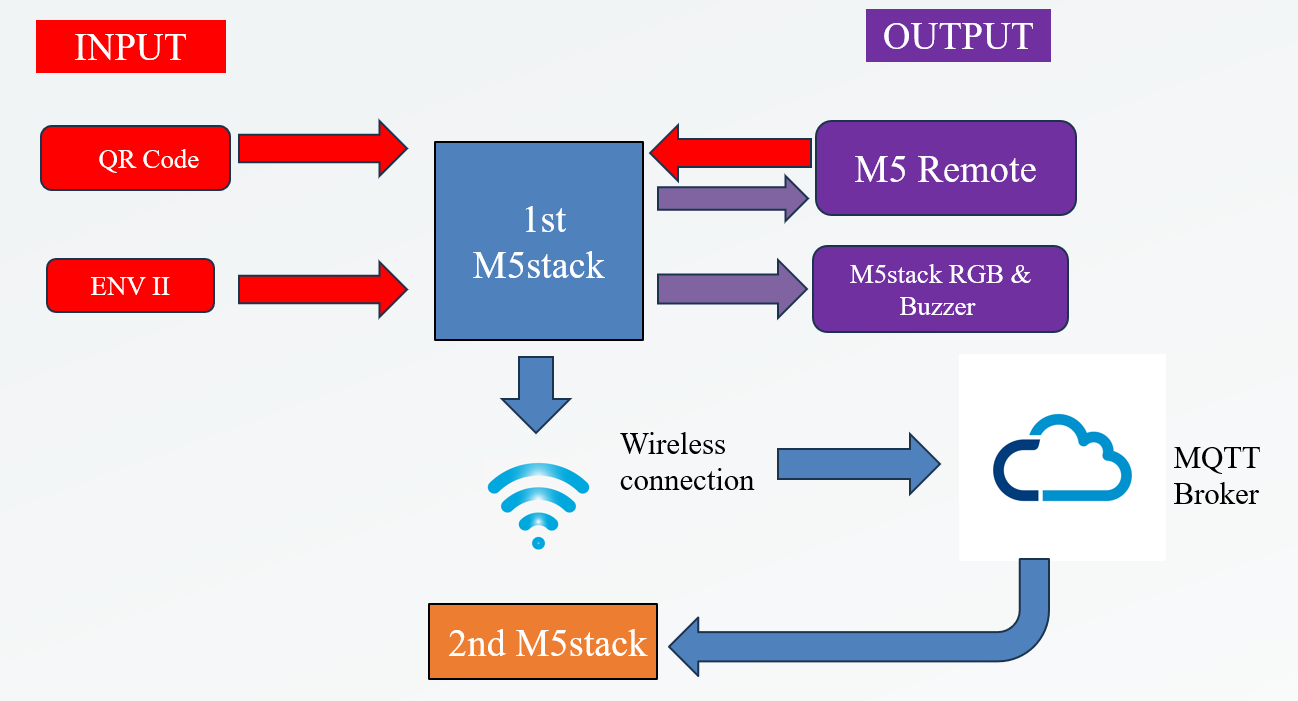 INPUT
OUTPUT
QR Code
M5 Remote
1st
M5stack
ENV II
M5stack RGB &
Buzzer
Wireless
connection
MQTT
Broker
2nd M5stack